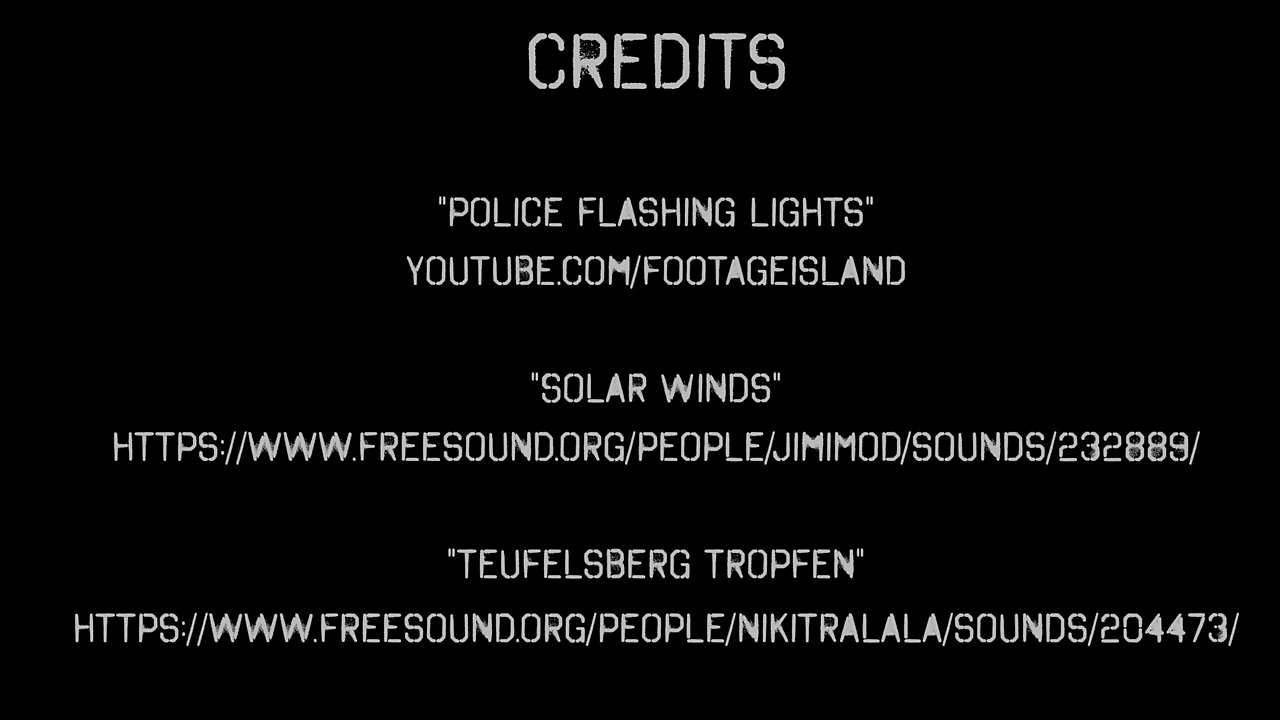 CREDITS
"POLICE FLASHING LIGHTS"
YOUTUBE.COM/FOOTAGEISLAND
"SOLAR WINDS"
HTTPS://WWW.FREESOUND.ORG/PEOPLE/JIMIMOD/SOUNDS/232889/
"TEUFELSBERG TROPFEN"
HTTPS://WWW.FREESOUND.ORG/PEOPLE/NIKITRALALA/SOUNDS/204473/